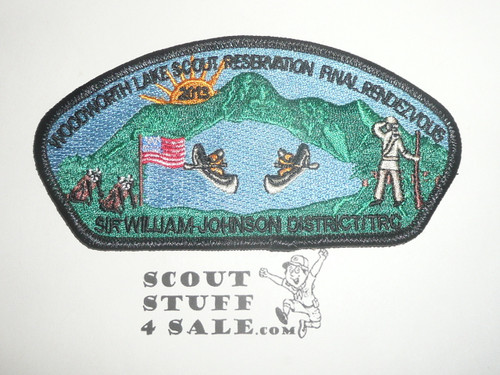 WOODWORTH LAKE SCOUT RESERVATION FINAL RENDEZVOUS
2013
SIR WILLIAM JOHNSON DISTRICT/TRC
SCOUT
STUFF
4 SALE.COM